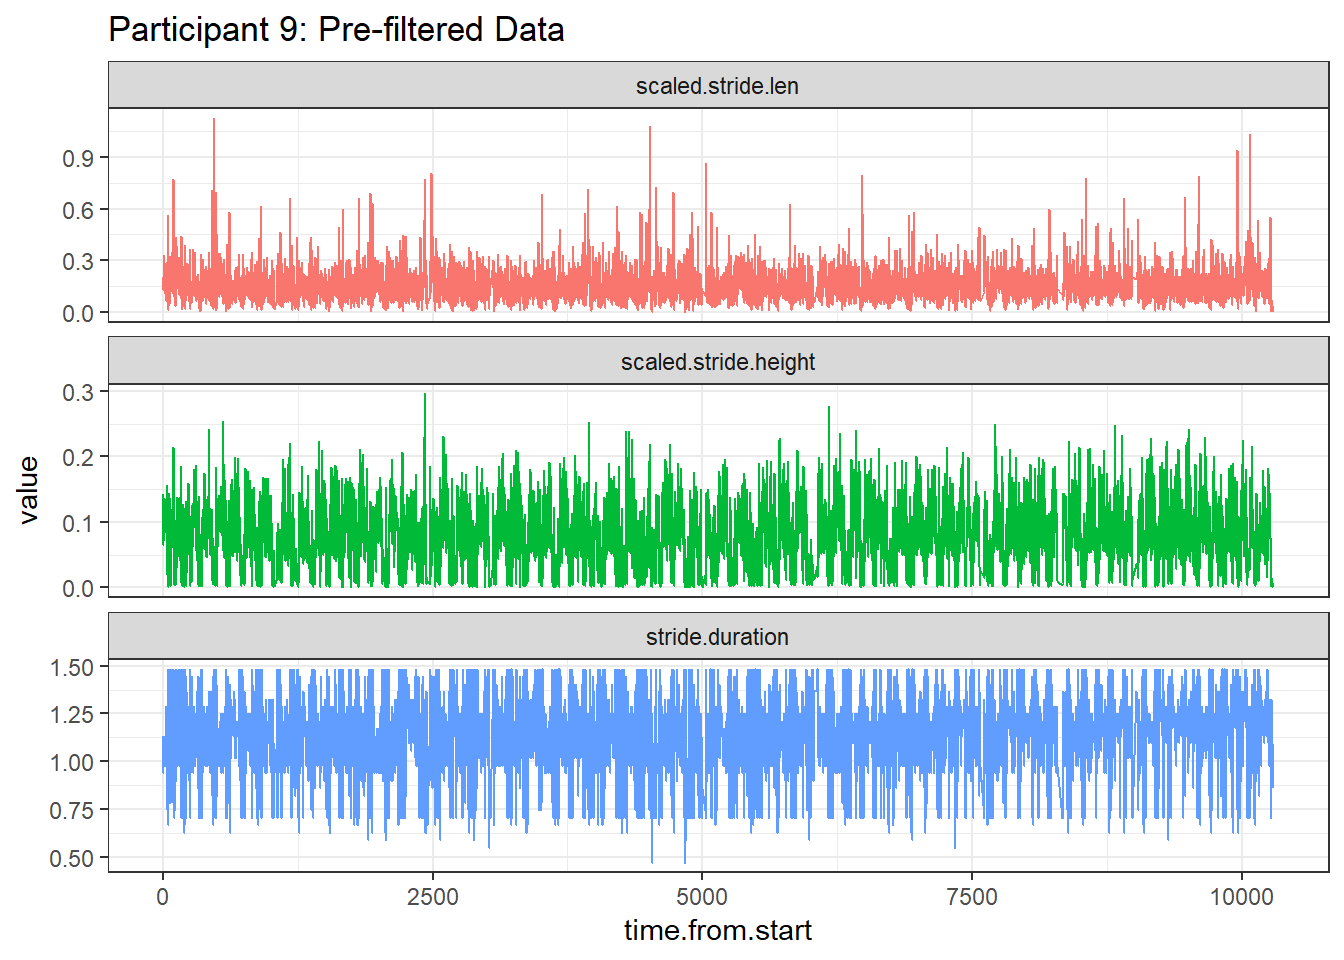 Participant 9: Pre-filtered Data
scaled.stride.len
0.9
0.6
0.3
0.0
scaled.stride.height
0.3
0.2
0.1
0.0
value
stride.duration
1.50
1.25
1.00
0.75
0.50
0 2500 5000 7500 10000
time.from.start